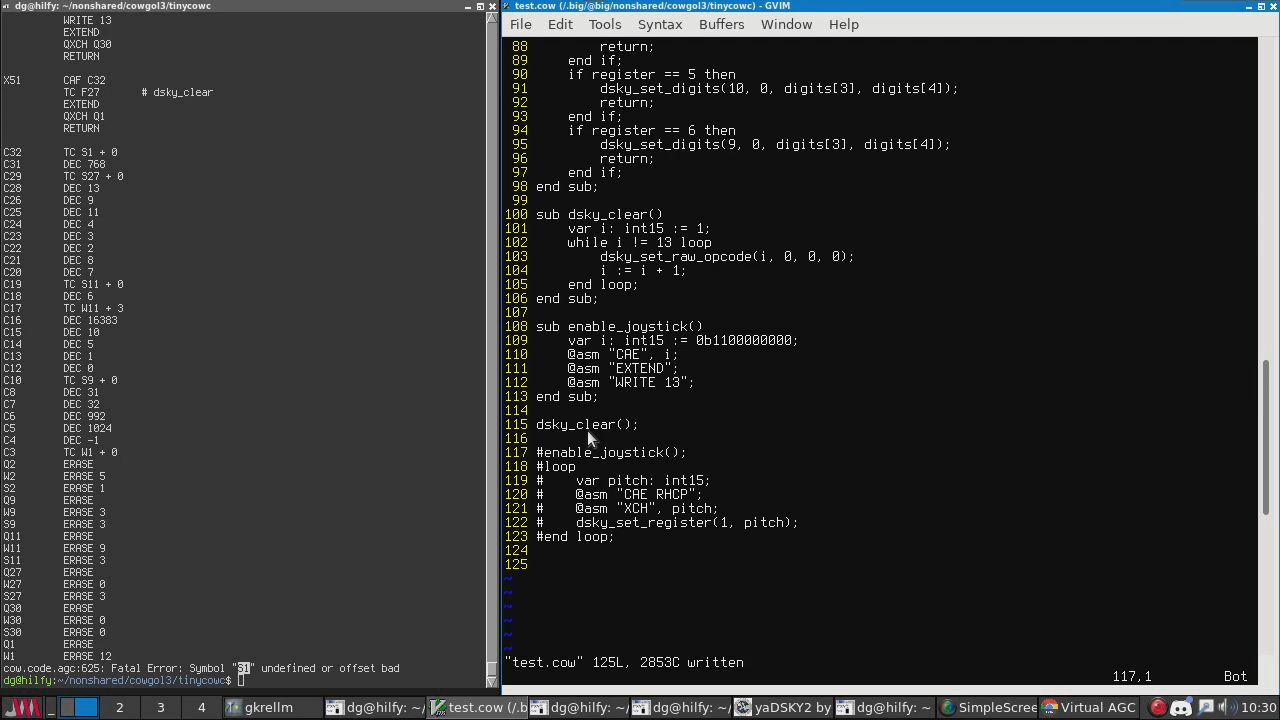 dg@hilfy: ~/nonshared/cowgol3/tinycowc
WRITE 13
EXTEND
QXCH Q30
RETURN
X51 CAF C32
TC F27 # dsky_clear
EXTEND
QXCH Q1
RETURN
C32 TC S1 + 0
C31 DEC 768
C29 TC S27 + 0
C28 DEC 13
C26 DEC 9
C25 DEC 11
C24 DEC 4
C23 DEC 3
C22 DEC 2
C21 DEC 8
C20 DEC 7
C19 TC S11 + 0
C18 DEC 6
C17 TC W11 + 3
C16 DEC 16383
C15 DEC 10
C14 DEC 5
C13 DEC 1
C12 DEC 0
C10 TC S9 + 0
C8 DEC 31
C7 DEC 32
C6 DEC 992
C5 DEC 1024
C4 DEC -1
C3 TC W1 + 0
Q2 ERASE
W2 ERASE 5
S2 ERASE 1
Q9 ERASE
W9 ERASE 3
S9 ERASE 3
Q11 ERASE
W11 ERASE 9
S11 ERASE 3
Q27 ERASE
W27 ERASE 0
S27 ERASE 3
Q30 ERASE
W30 ERASE 0
S30 ERASE 0
Q1 ERASE
W1 ERASE 12
cow.code.agc:625: Fatal Error: Symbol "S1" undefined or offset bad
dg@hilfy:~/nonshared/cowgol3/tinycowc$
test.cow (/.big/@big/nonshared/cowgol3/tinycowc) - GVIM
File Edit Tools Syntax Buffers Window Help
88 return;
89 end if;
90 if register == 5 then
91 dsky_set_digits(10, 0, digits[3], digits[4]);
92 return;
93 end if;
94 if register == 6 then
95 dsky_set_digits(9, 0, digits[3], digits[4]);
96 return;
97 end if;
98 end sub;
99
100 sub dsky_clear()
101 var i: int15 := 1;
102 while i != 13 loop
103 dsky_set_raw_opcode(i, 0, 0, 0);
104 i := i + 1;
105 end loop;
106 end sub;
107
108 sub enable_joystick()
109 var i: int15 := 0b1100000000;
110 @asm "CAE", i;
111 @asm "EXTEND";
112 @asm "WRITE 13";
113 end sub;
114
115 dsky_clear();
116
117 #enable_joystick();
118 #loop
119 # var pitch: int15;
120 # @asm "CAE RHCP";
121 # @asm "XCH", pitch;
122 # dsky_set_register(1, pitch);
123 #end loop;
124
125
~
~
~
~
~
~
"test.cow" 125L, 2853C written
117,1 Bot
2 3 4 gkrellm dg@hilfy: ~/ test.cow (/.b dg@hilfy: ~/ dg@hilfy: ~/ yaDSKY2 by dg@hilfy: ~/ SimpleScree Virtual AGC 10:30